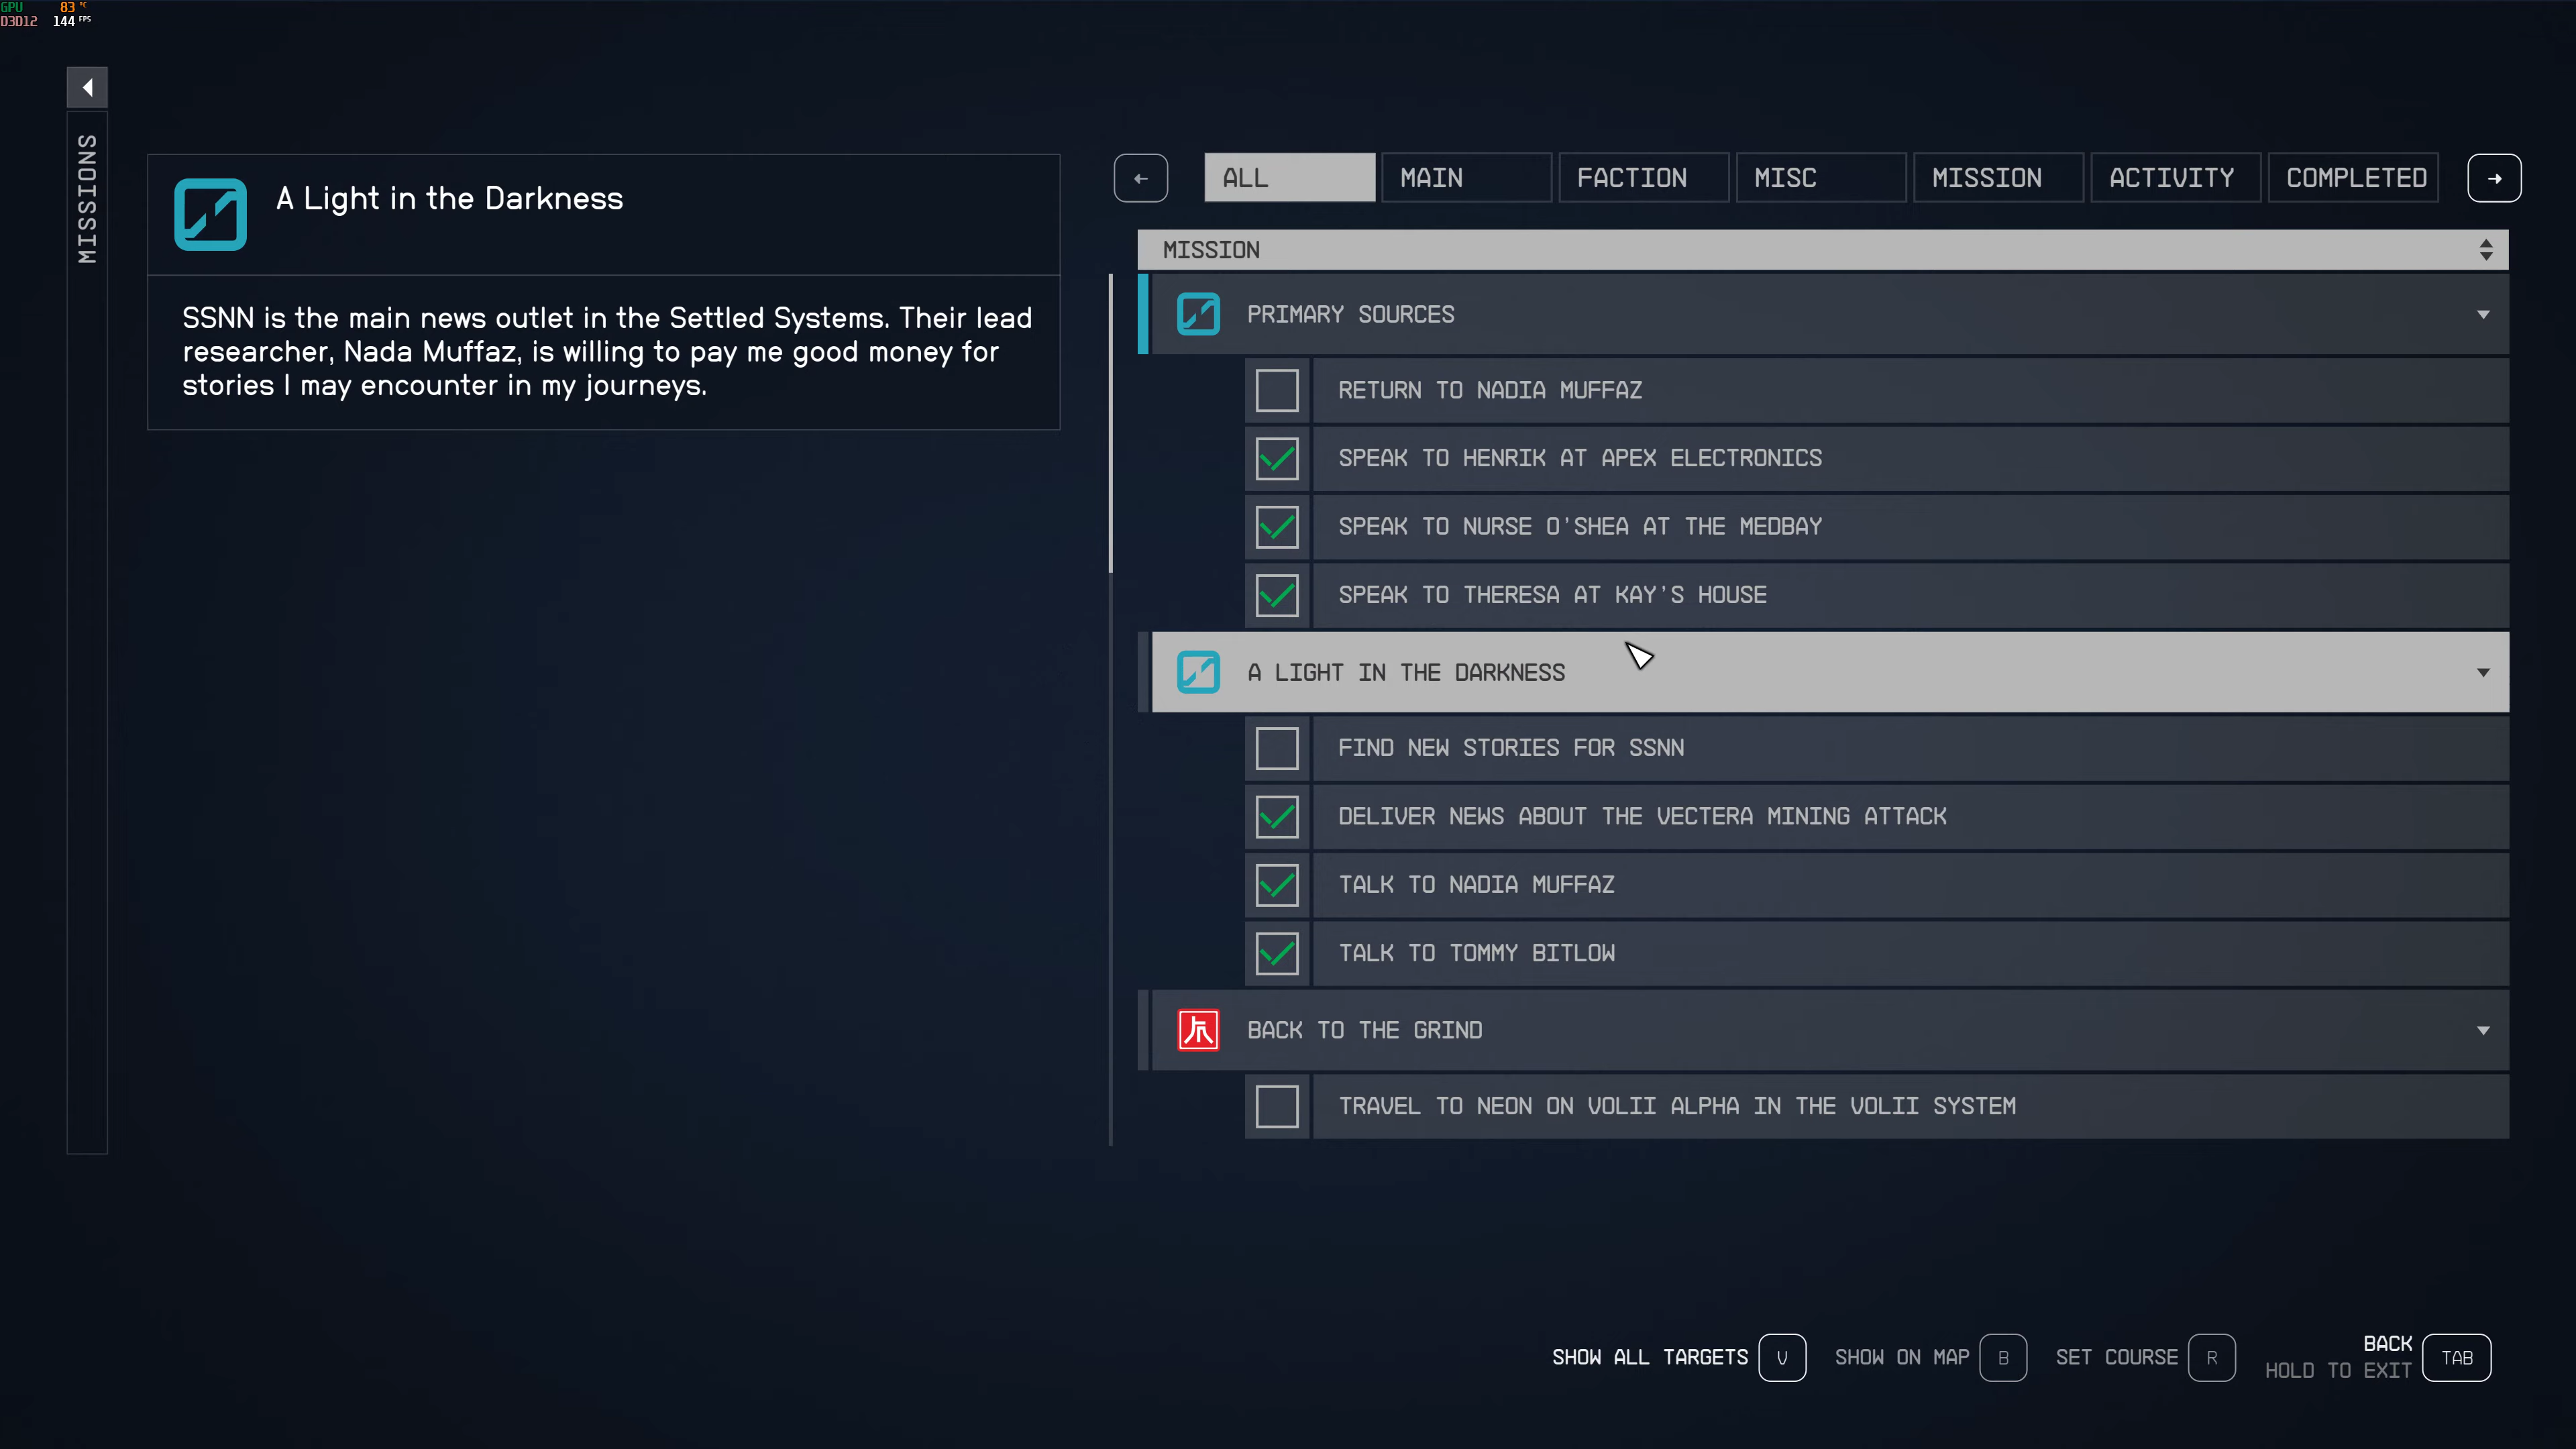 GPU 83 °C
D3D12 144 FPS
MISSIONS
A Light in the Darkness
SSNN is the main news outlet in the Settled Systems. Their lead
researcher, Nada Muffaz, is willing to pay me good money for
stories I may encounter in my journeys.
← ALL MAIN FACTION MISC MISSION ACTIVITY COMPLETED →
MISSION
PRIMARY SOURCES
RETURN TO NADIA MUFFAZ
SPEAK TO HENRIK AT APEX ELECTRONICS
SPEAK TO NURSE O'SHEA AT THE MEDBAY
SPEAK TO THERESA AT KAY'S HOUSE
A LIGHT IN THE DARKNESS
FIND NEW STORIES FOR SSNN
DELIVER NEWS ABOUT THE VECTERA MINING ATTACK
TALK TO NADIA MUFFAZ
TALK TO TOMMY BITLOW
BACK TO THE GRIND
TRAVEL TO NEON ON VOLII ALPHA IN THE VOLII SYSTEM
SHOW ALL TARGETS V SHOW ON MAP B SET COURSE R BACK TAB
HOLD TO EXIT